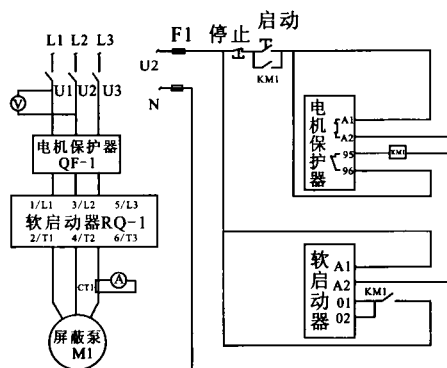 L1 L2 L3
U1 U2 U3
V
电机保护器
QF-1
1/L1 3/L2 5/L3
软启动器RQ-1
2/T1 4/T2 6/T3
CT1
A
屏蔽泵
M1
U2
F1
停止
启动
KM1
N
电机保护器
A1
A2
95
96
KM1
软启动器
A1
A2
01
02
KM1